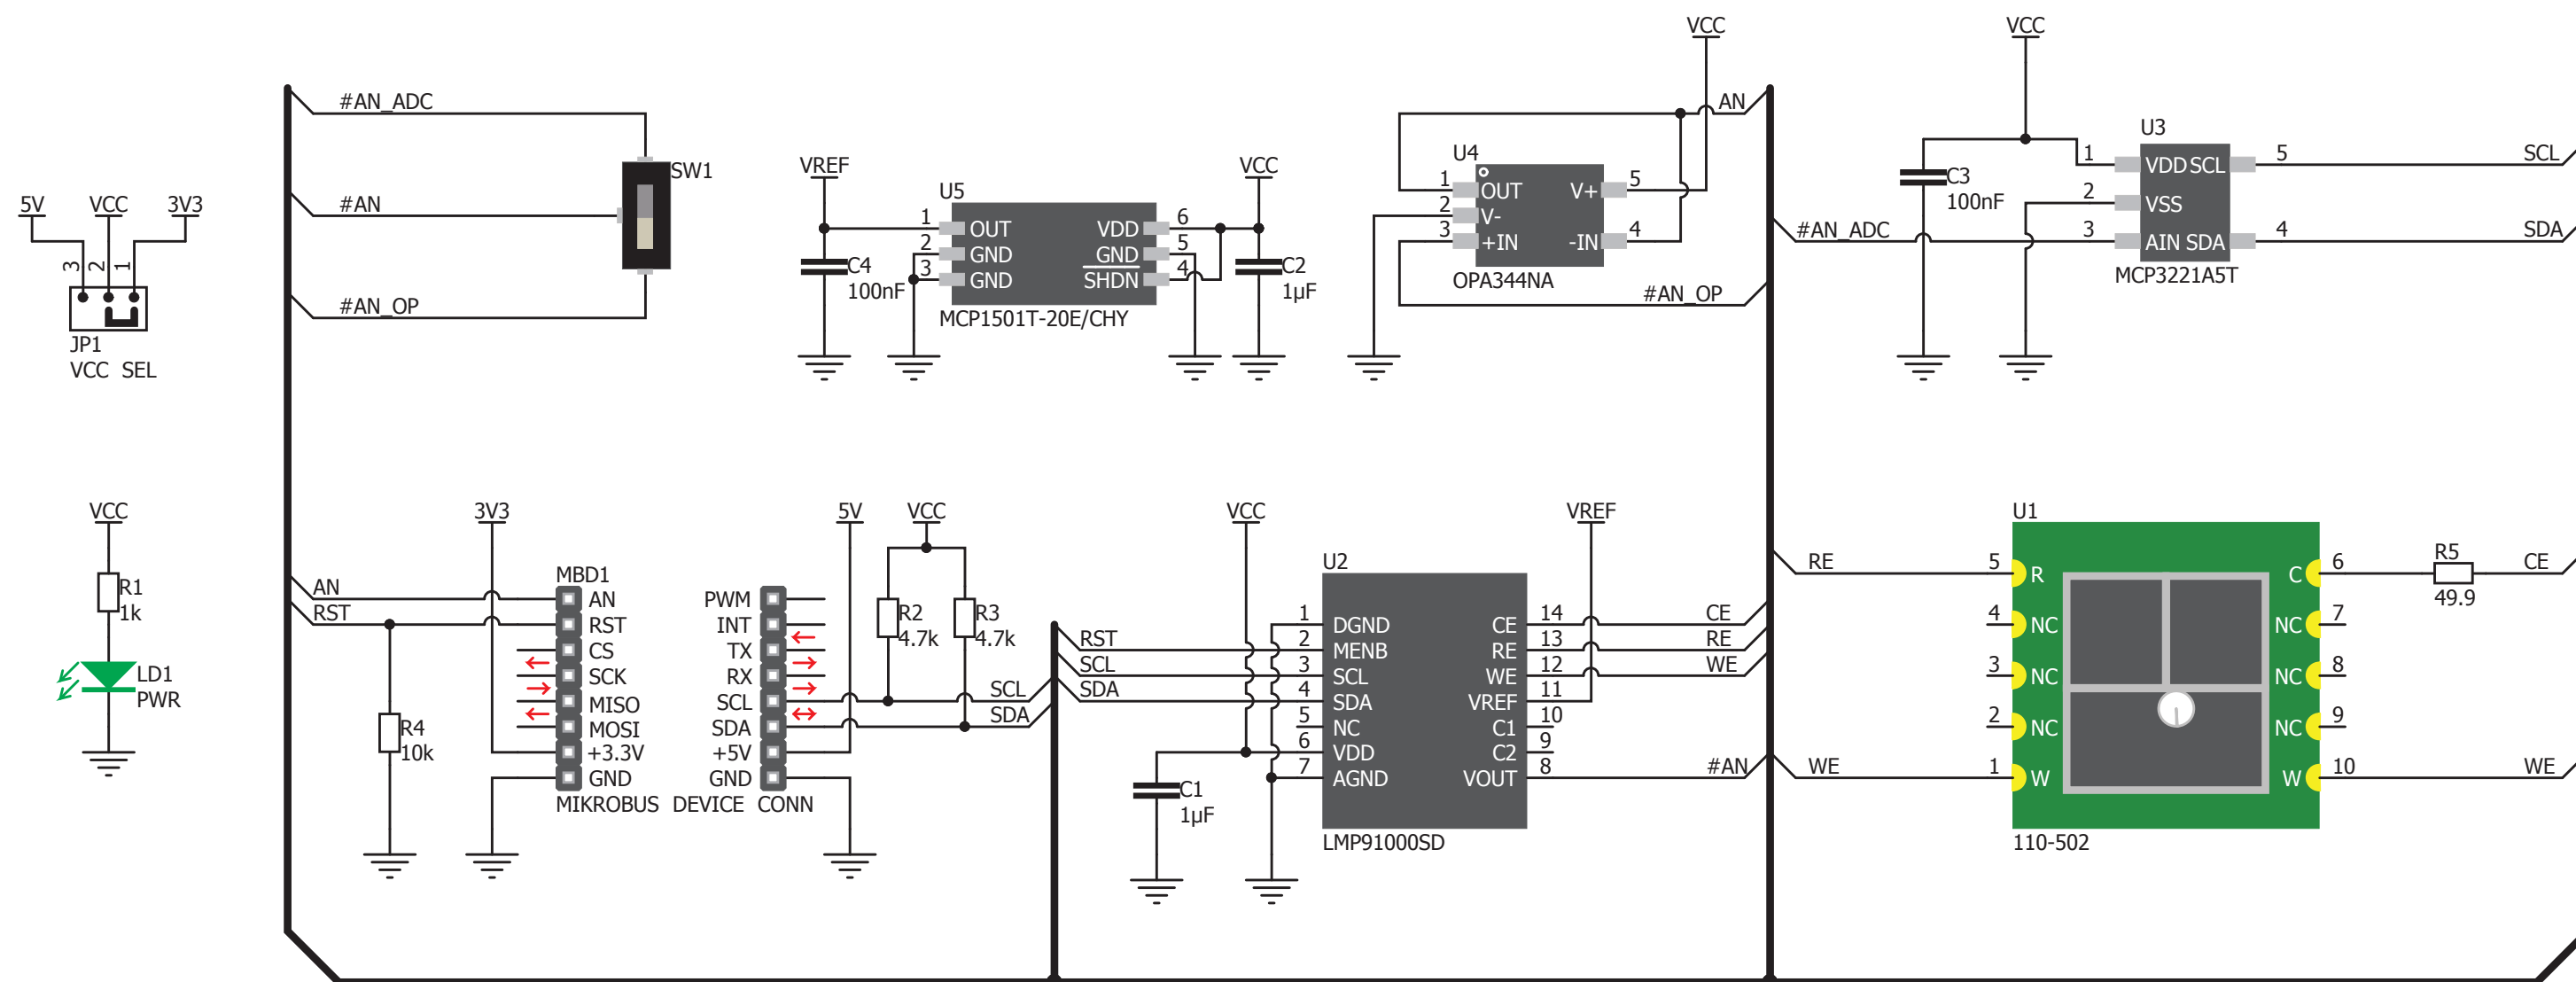 5V VCC 3V3
3 2 1
JP1
VCC SEL
#AN_ADC
#AN
#AN_OP
SW1
VREF
C4
100nF
U5
1 OUT VDD 6
2 GND GND 5
3 GND SHDN 4
MCP1501T-20E/CHY
VCC
C2
1µF
VCC
AN
U4
1 OUT V+ 5
2 V-
3 +IN -IN 4
OPA344NA
#AN_OP
VCC
C3
100nF
#AN_ADC
U3
1 VDD SCL 5 SCL
2 VSS
3 AIN SDA 4 SDA
MCP3221A5T
VCC
R1
1k
LD1
PWR
AN
RST
R4
10k
3V3
MBD1
AN PWM
RST INT
CS TX
SCK RX
MISO SCL
MOSI SDA
+3.3V +5V
GND GND
MIKROBUS DEVICE CONN
5V
VCC
R2
4.7k
R3
4.7k
SCL
SDA
RST
SCL
SDA
VCC
C1
1µF
VREF
U2
1 DGND CE 14 CE
2 MENB RE 13 RE
3 SCL WE 12 WE
4 SDA VREF 11
5 NC C1 10
6 VDD C2 9
7 AGND VOUT 8 #AN
LMP91000SD
U1
RE 5 R C 6 R5 CE
49.9
4 NC NC 7
3 NC NC 8
2 NC NC 9
WE 1 W W 10 WE
110-502